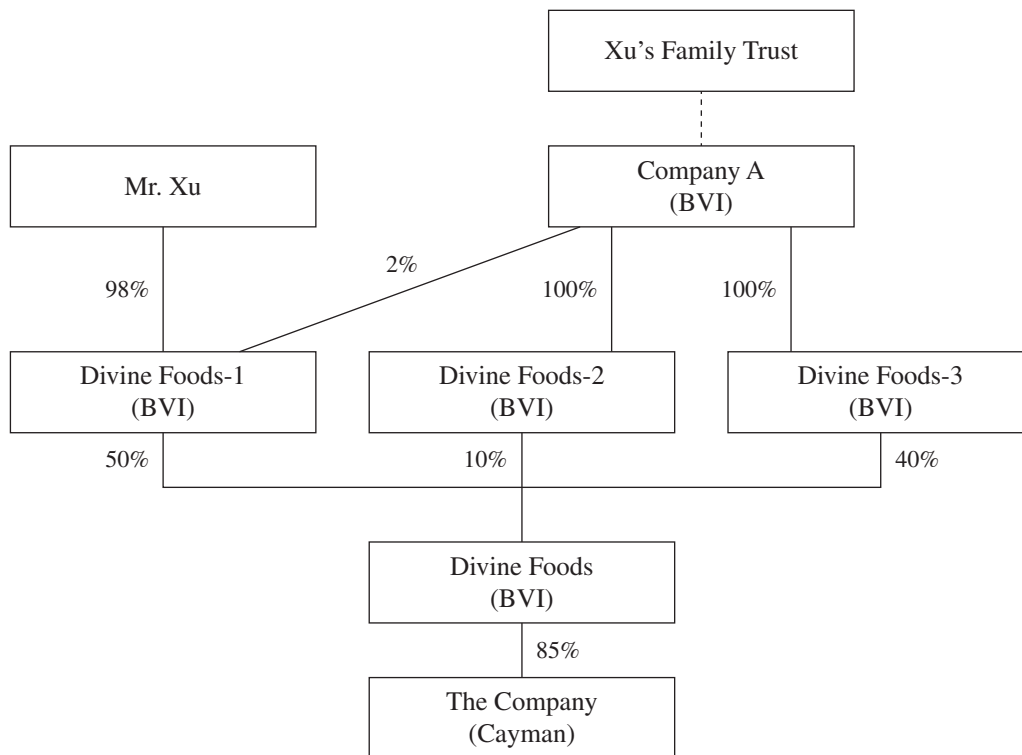 Xu's Family Trust
Mr. Xu
Company A
(BVI)
2%
98%
100%
100%
Divine Foods-1
(BVI)
Divine Foods-2
(BVI)
Divine Foods-3
(BVI)
50%
10%
40%
Divine Foods
(BVI)
85%
The Company
(Cayman)